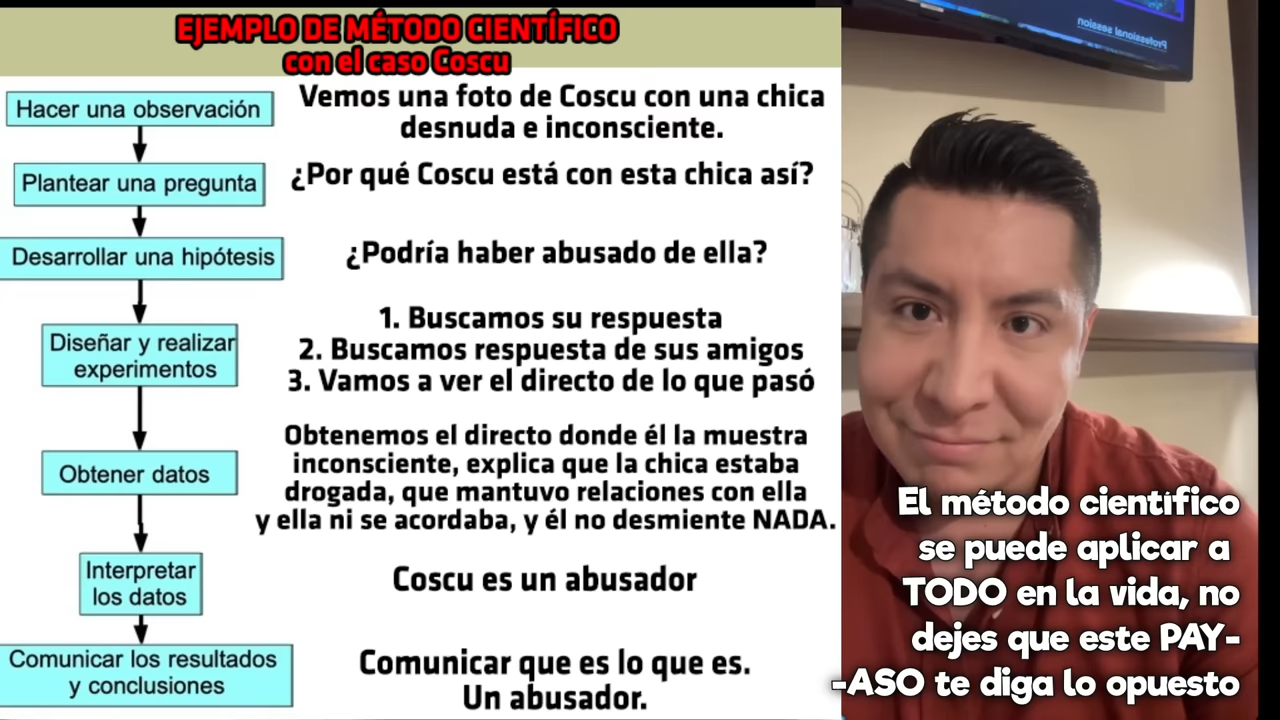 EJEMPLO DE MÉTODO CIENTÍFICO
con el caso Coscu
Hacer una observación
Vemos una foto de Coscu con una chica
desnuda e inconsciente.
Plantear una pregunta
¿Por qué Coscu está con esta chica así?
Desarrollar una hipótesis
¿Podría haber abusado de ella?
Diseñar y realizar
experimentos
1. Buscamos su respuesta
2. Buscamos respuesta de sus amigos
3. Vamos a ver el directo de lo que pasó
Obtener datos
Obtenemos el directo donde él la muestra
inconsciente, explica que la chica estaba
drogada, que mantuvo relaciones con ella
y ella ni se acordaba, y él no desmiente NADA.
Interpretar
los datos
Coscu es un abusador
Comunicar los resultados
y conclusiones
Comunicar que es lo que es.
Un abusador.
Professional session
El método científico
se puede aplicar a
TODO en la vida, no
dejes que este PAY-
-ASO te diga lo opuesto